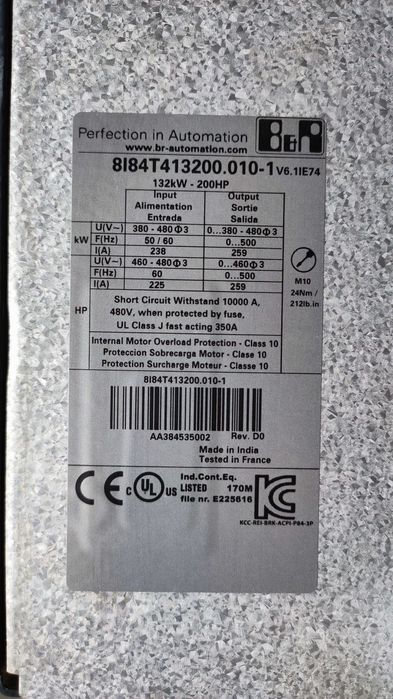 Perfection in Automation B&R
www.br-automation.com
8I84T413200.010-1 V6.1IE74
132kW - 200HP
Input Output
Alimentation Sortie
Entrada Salida
kW U(V~) 380 - 480Φ3 0...380 - 480Φ3
F(Hz) 50 / 60 0...500
I(A) 238 259
HP U(V~) 460 - 480Φ3 0...460Φ3
F(Hz) 60 0...500
I(A) 225 259
M10
24Nm /
212lb.in
Short Circuit Withstand 10000 A,
480V, when protected by fuse,
UL Class J fast acting 350A
Internal Motor Overload Protection - Class 10
Proteccion Sobrecarga Motor - Clase 10
Protection Surcharge Moteur - Classe 10
8I84T413200.010-1
AA384535002 Rev. D0
Made in India
Tested in France
CE c UL us Ind.Cont.Eq.
LISTED 170M
file nr. E225616
KC
KCC-REI-BRK-ACPI-P84-3P